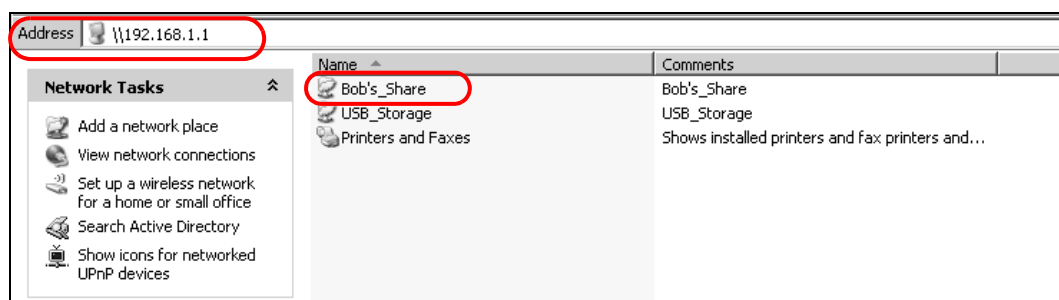 Address \\192.168.1.1
Name Comments
Network Tasks
Bob's_Share Bob's_Share
USB_Storage USB_Storage
Printers and Faxes Shows installed printers and fax printers and...
Add a network place
View network connections
Set up a wireless network
for a home or small office
Search Active Directory
Show icons for networked
UPnP devices